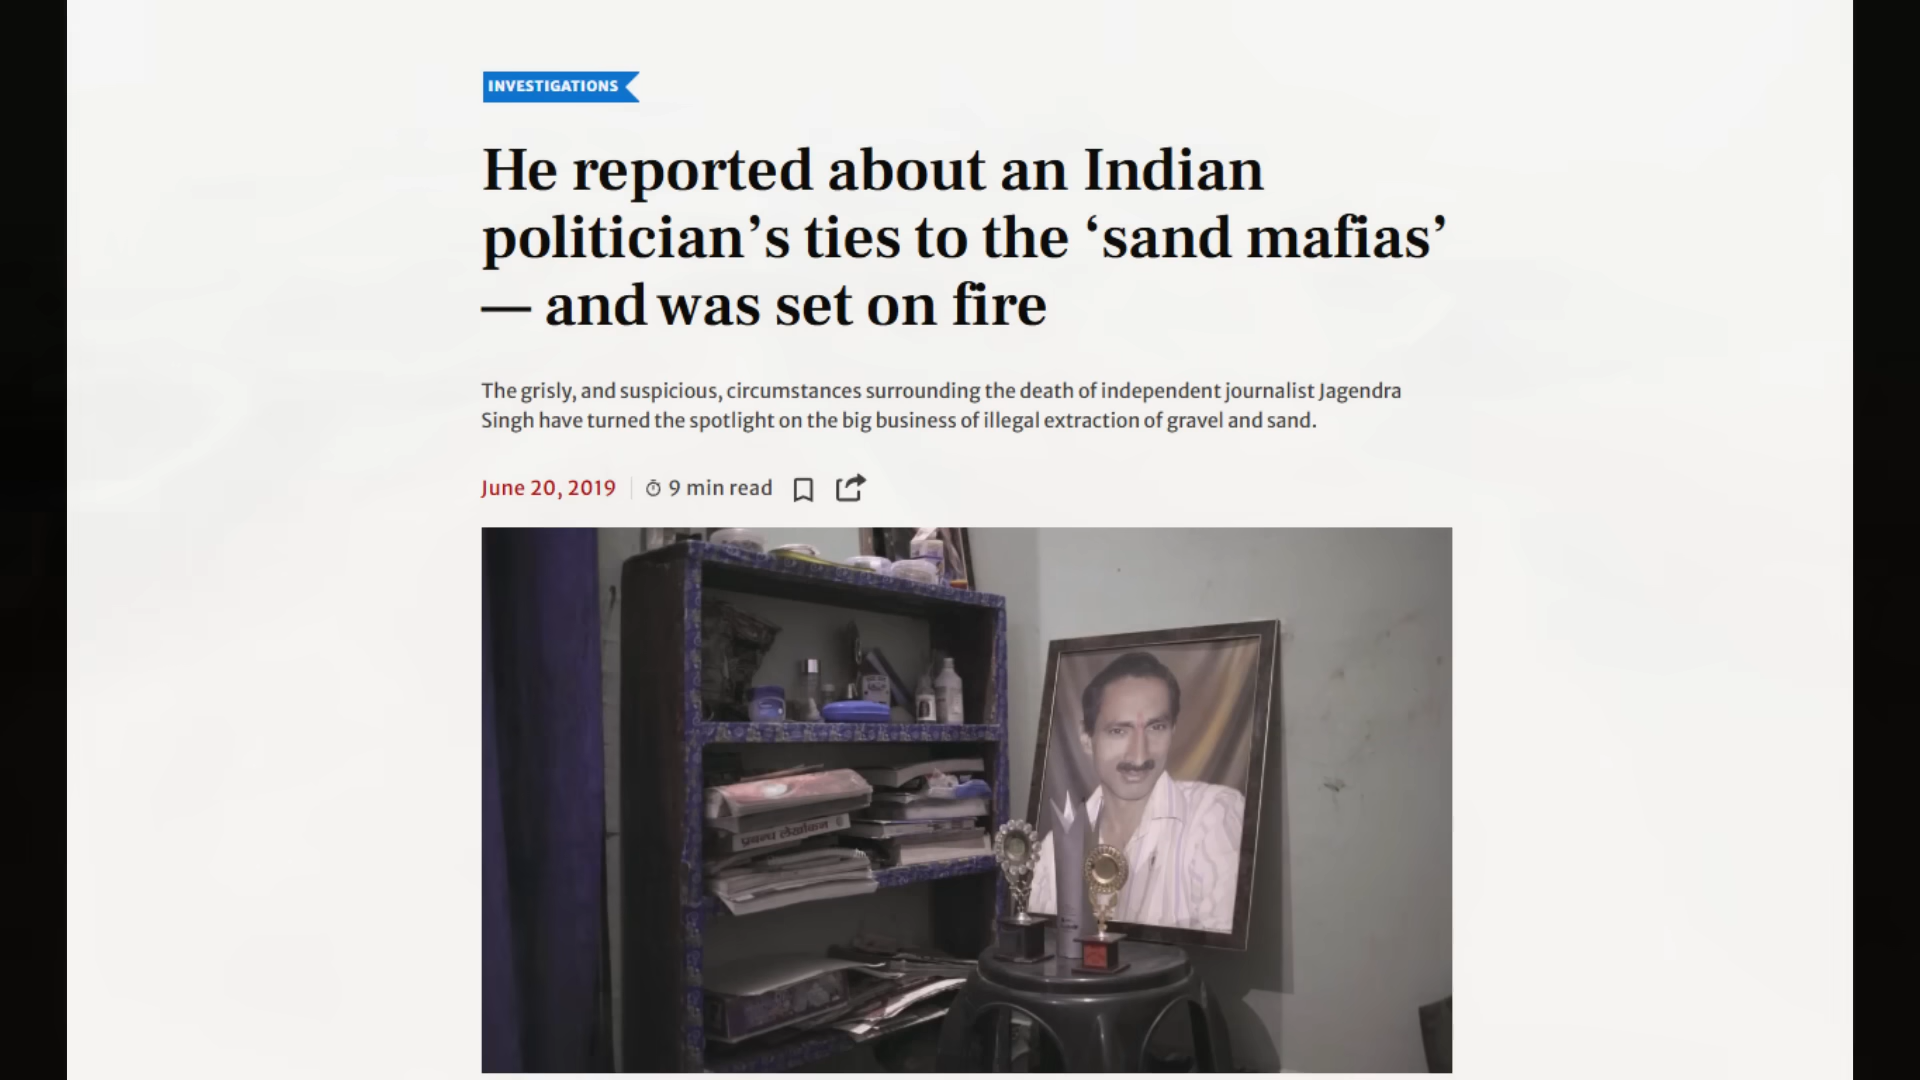 INVESTIGATIONS
He reported about an Indian
politician’s ties to the ‘sand mafias’
— and was set on fire
The grisly, and suspicious, circumstances surrounding the death of independent journalist Jagendra
Singh have turned the spotlight on the big business of illegal extraction of gravel and sand.
June 20, 2019 9 min read